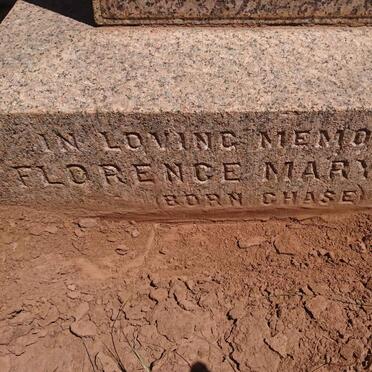 IN LOVING MEMO
FLORENCE MARY
(BORN CHASE)